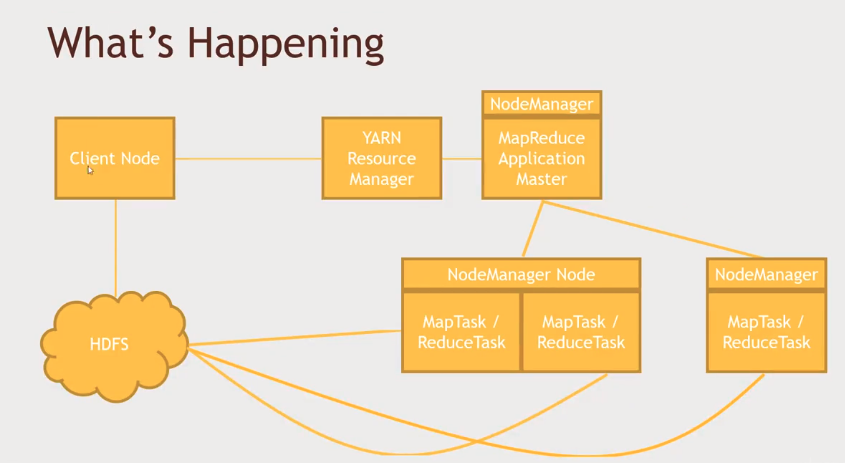 What's Happening
NodeManager
Client Node
YARN
Resource
Manager
MapReduce
Application
Master
NodeManager Node
NodeManager
HDFS
MapTask /
ReduceTask
MapTask /
ReduceTask
MapTask /
ReduceTask